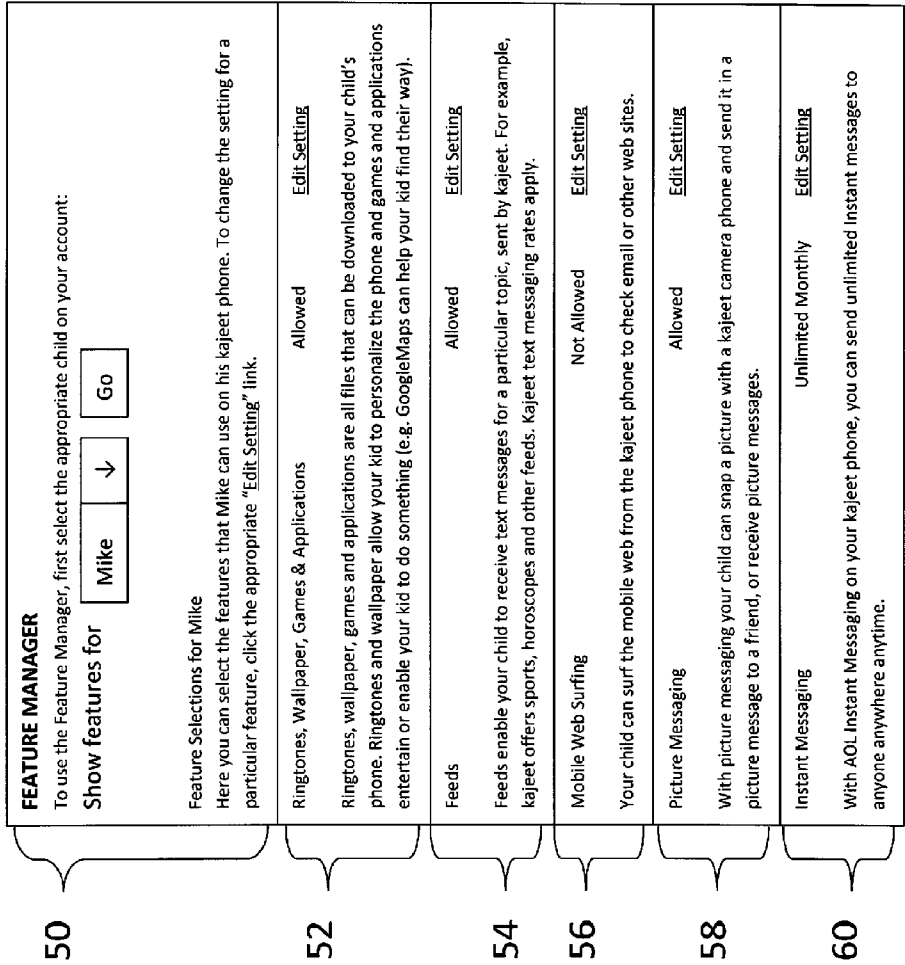 50
FEATURE MANAGER
To use the Feature Manager, first select the appropriate child on your account:
Show features for Mike ↓ Go
Feature Selections for Mike
Here you can select the features that Mike can use on his kajeet phone. To change the setting for a
particular feature, click the appropriate “Edit Setting” link.
52
Ringtones, Wallpaper, Games & Applications Allowed Edit Setting
Ringtones, wallpaper, games and applications are all files that can be downloaded to your child's
phone. Ringtones and wallpaper allow your kid to personalize the phone and games and applications
entertain or enable your kid to do something (e.g. GoogleMaps can help your kid find their way).
54
Feeds Allowed Edit Setting
Feeds enable your child to receive text messages for a particular topic, sent by kajeet. For example,
kajeet offers sports, horoscopes and other feeds. Kajeet text messaging rates apply.
56
Mobile Web Surfing Not Allowed Edit Setting
Your child can surf the mobile web from the kajeet phone to check email or other web sites.
58
Picture Messaging Allowed Edit Setting
With picture messaging your child can snap a picture with a kajeet camera phone and send it in a
picture message to a friend, or receive picture messages.
60
Instant Messaging Unlimited Monthly Edit Setting
With AOL Instant Messaging on your kajeet phone, you can send unlimited Instant messages to
anyone anywhere anytime.